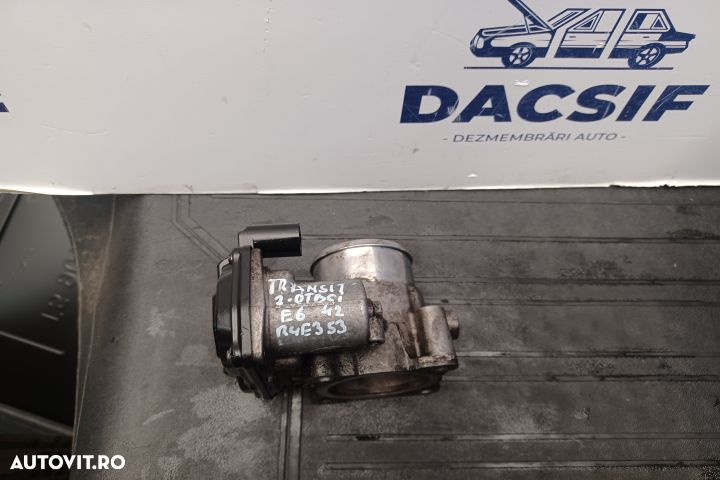 DACSIF
- DEZMEMBRĂRI AUTO -
TRANSIT
2.0TDCI
E6 42
R4E353
AUTOVIT.RO